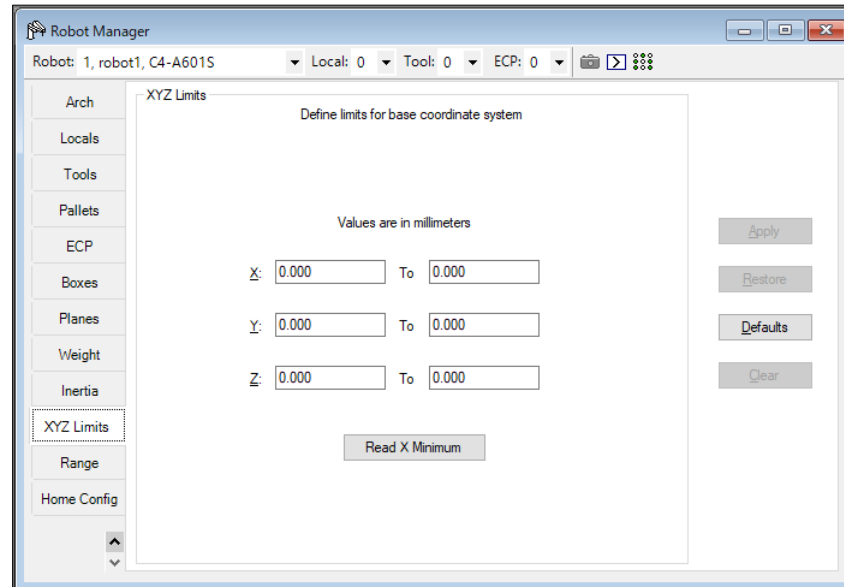 Robot Manager
Robot: 1, robot1, C4-A601S Local: 0 Tool: 0 ECP: 0
Arch
Locals
Tools
Pallets
ECP
Boxes
Planes
Weight
Inertia
XYZ Limits
Range
Home Config
XYZ Limits
Define limits for base coordinate system
Values are in millimeters
X: 0.000 To 0.000
Y: 0.000 To 0.000
Z: 0.000 To 0.000
Read X Minimum
Apply
Restore
Defaults
Clear